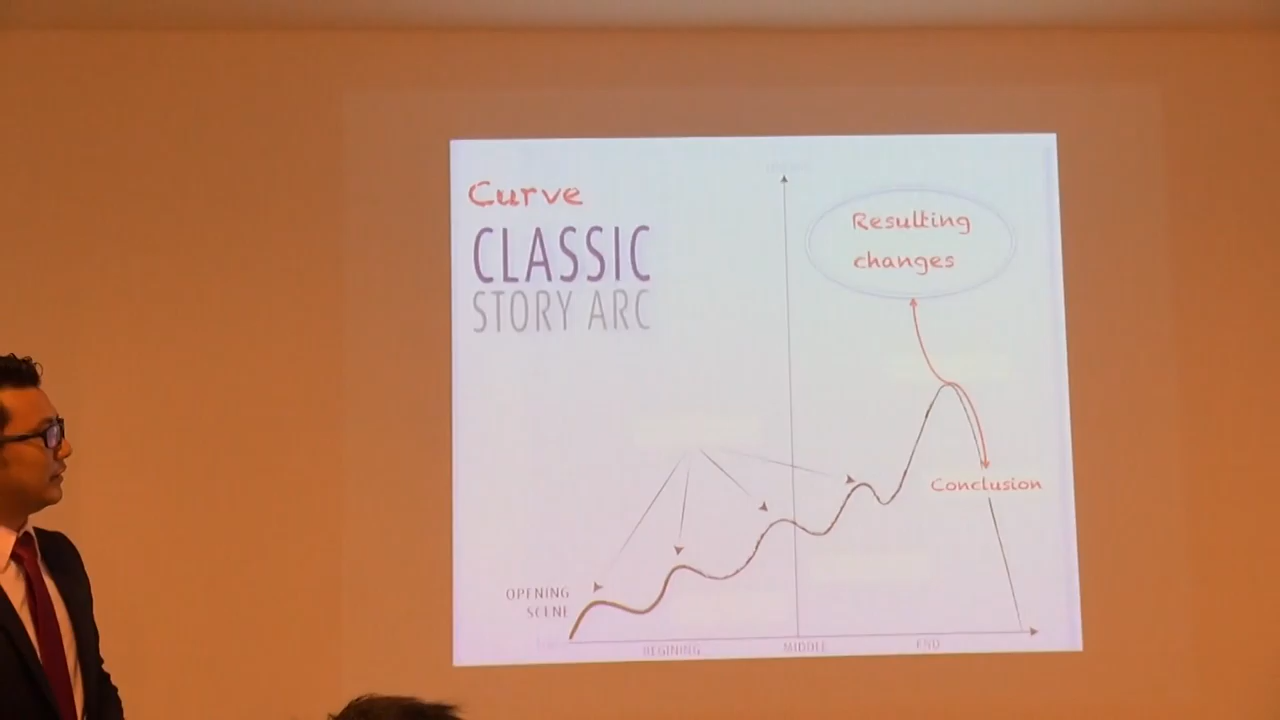 Curve
CLASSIC
STORY ARC
Resulting
changes
Conclusion
OPENING
SCENE
BEGINING
MIDDLE
END